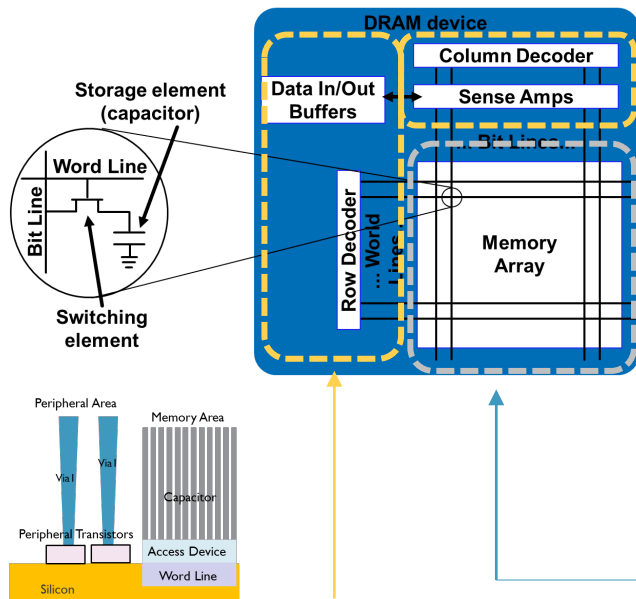 DRAM device
Column Decoder
Storage element
(capacitor)
Data In/Out
Buffers
Sense Amps
... Bit Lines...
Word Line
Bit Line
Row Decoder
... World
Lines ...
Memory
Array
Switching
element
Peripheral Area
Memory Area
Via1
Via1
Capacitor
Peripheral Transistors
Access Device
Word Line
Silicon